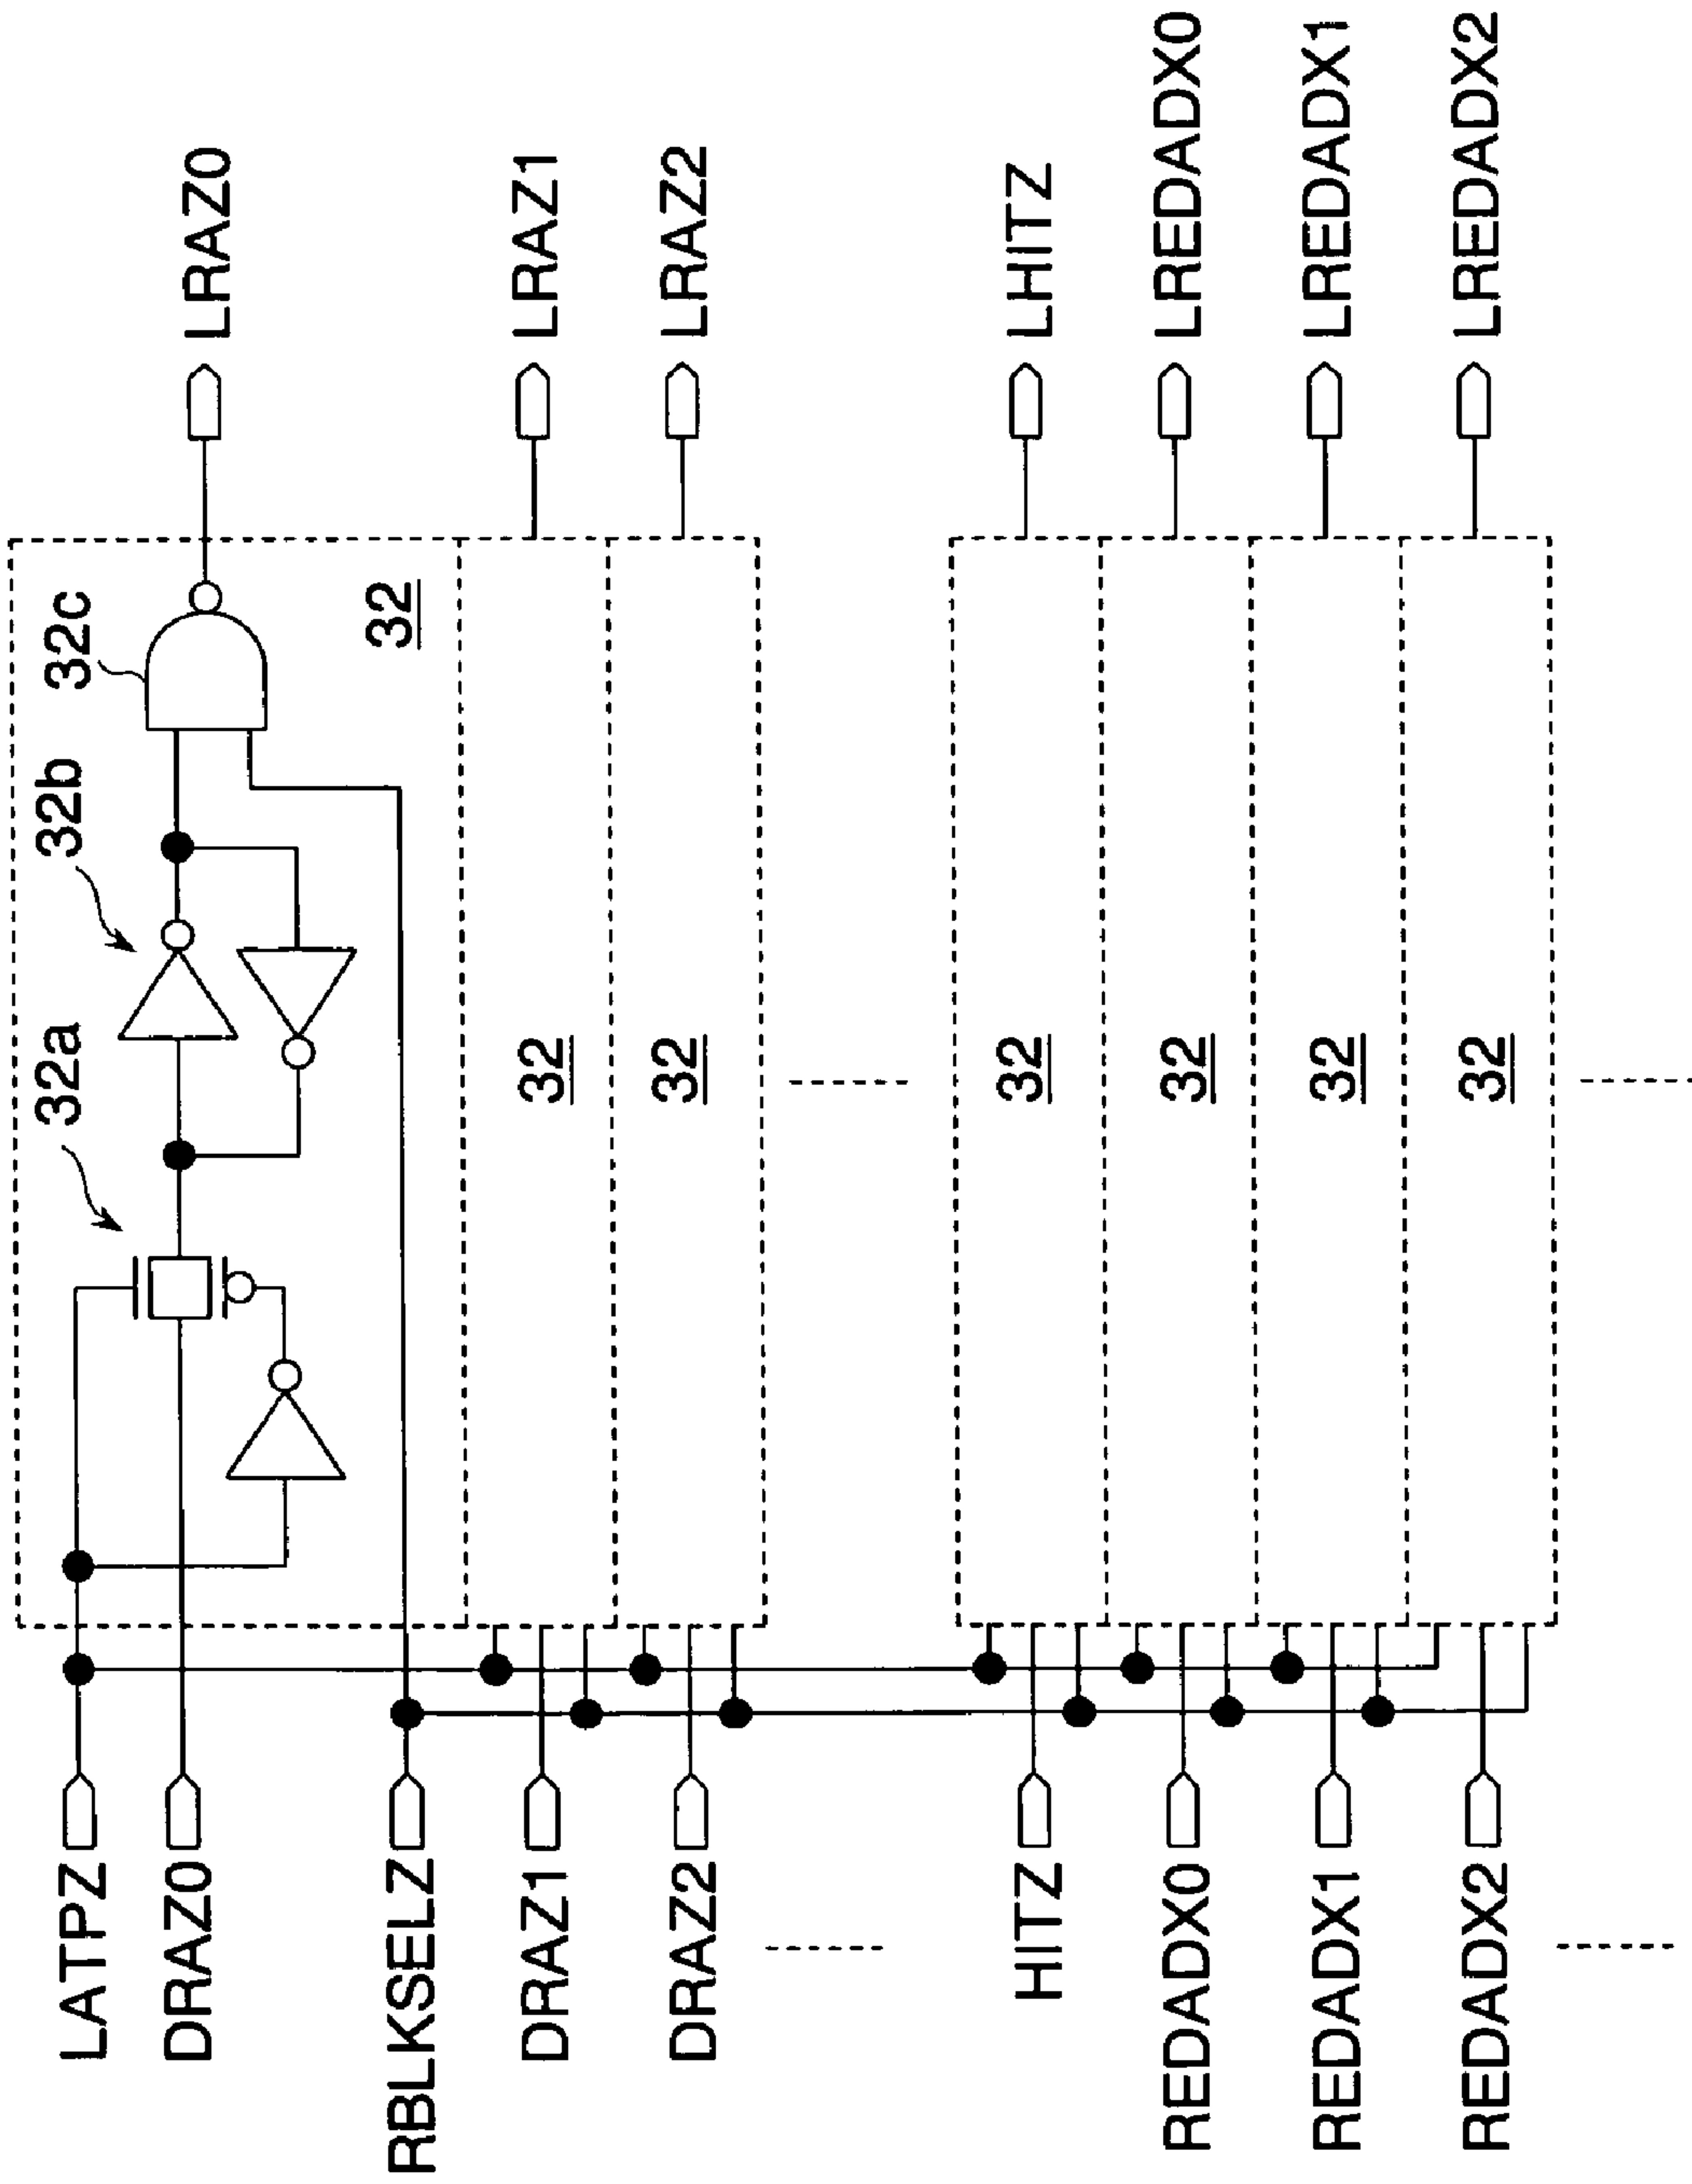 LATPZ
DRAZ0
RBLKSELZ
DRAZ1
DRAZ2
HITZ
REDADX0
REDADX1
REDADX2
32a
32b
32c
32
32
32
32
32
32
32
LRAZ0
LRAZ1
LRAZ2
LHITZ
LREDADX0
LREDADX1
LREDADX2